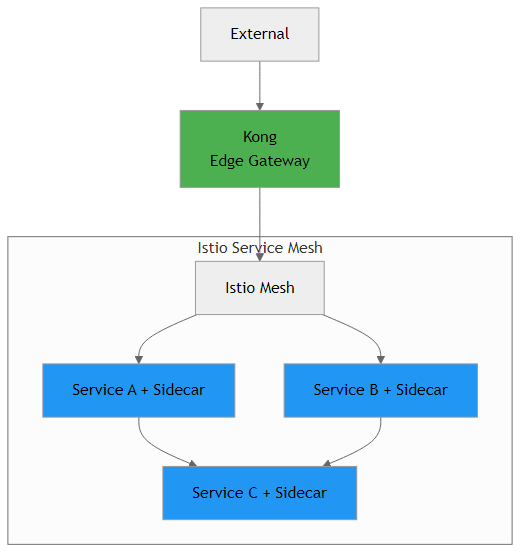 External
Kong
Edge Gateway
Istio Service Mesh
Istio Mesh
Service A + Sidecar
Service B + Sidecar
Service C + Sidecar